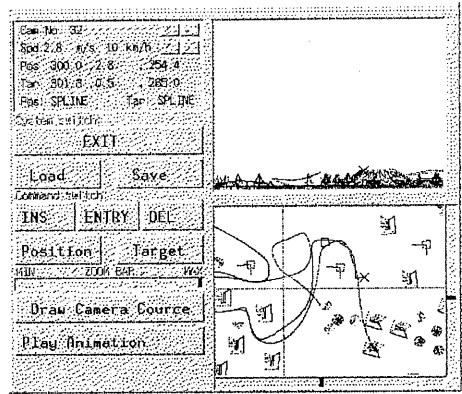 Cam No. 32
Spd 2.8 m/s 10 km/h
Pos 300.0 2.8 254.4
Tar 301.8 0.5 265.0
Pos SPLINE Tar SPLINE
System switch
EXIT
Load Save
Command switch
INS ENTRY DEL
Position Target
MIN ZOOM BAR MAX
Draw Camera Cource
Play Animation